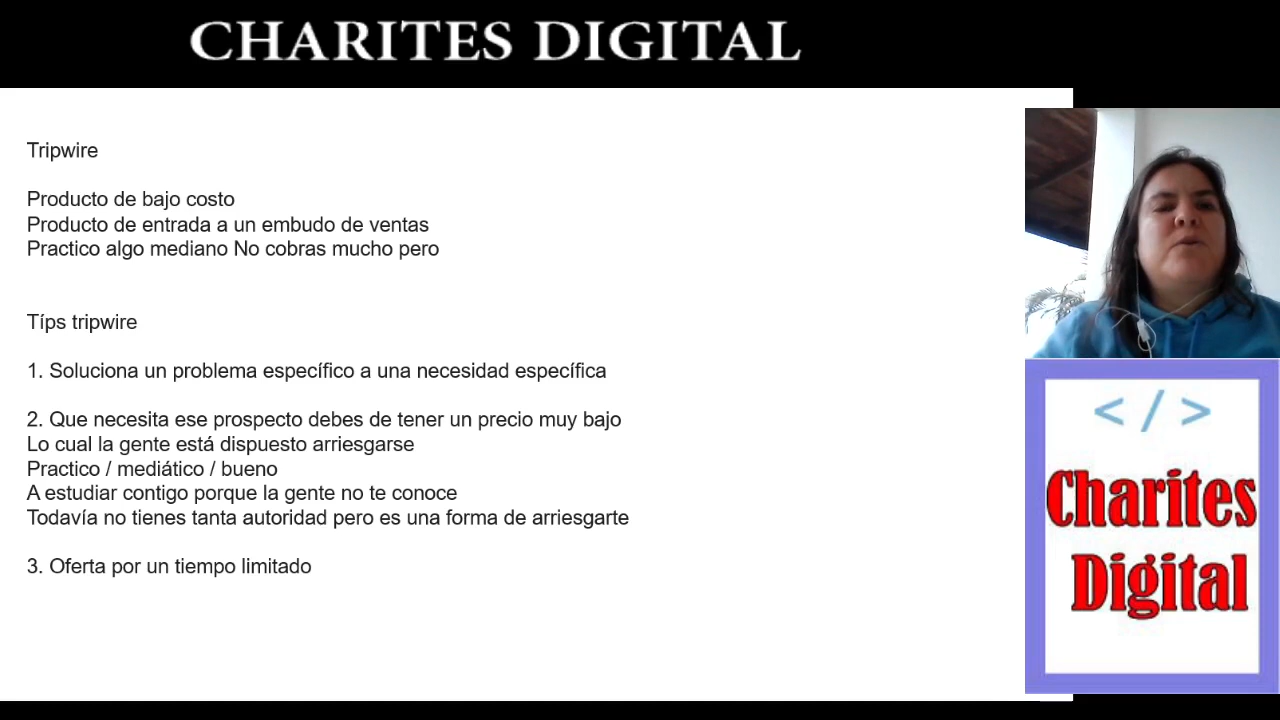 CHARITES DIGITAL
Tripwire
Producto de bajo costo
Producto de entrada a un embudo de ventas
Practico algo mediano No cobras mucho pero
Típs tripwire
1. Soluciona un problema específico a una necesidad específica
2. Que necesita ese prospecto debes de tener un precio muy bajo
Lo cual la gente está dispuesto arriesgarse
Practico / mediático / bueno
A estudiar contigo porque la gente no te conoce
Todavía no tienes tanta autoridad pero es una forma de arriesgarte
3. Oferta por un tiempo limitado
</>
Charites
Digital